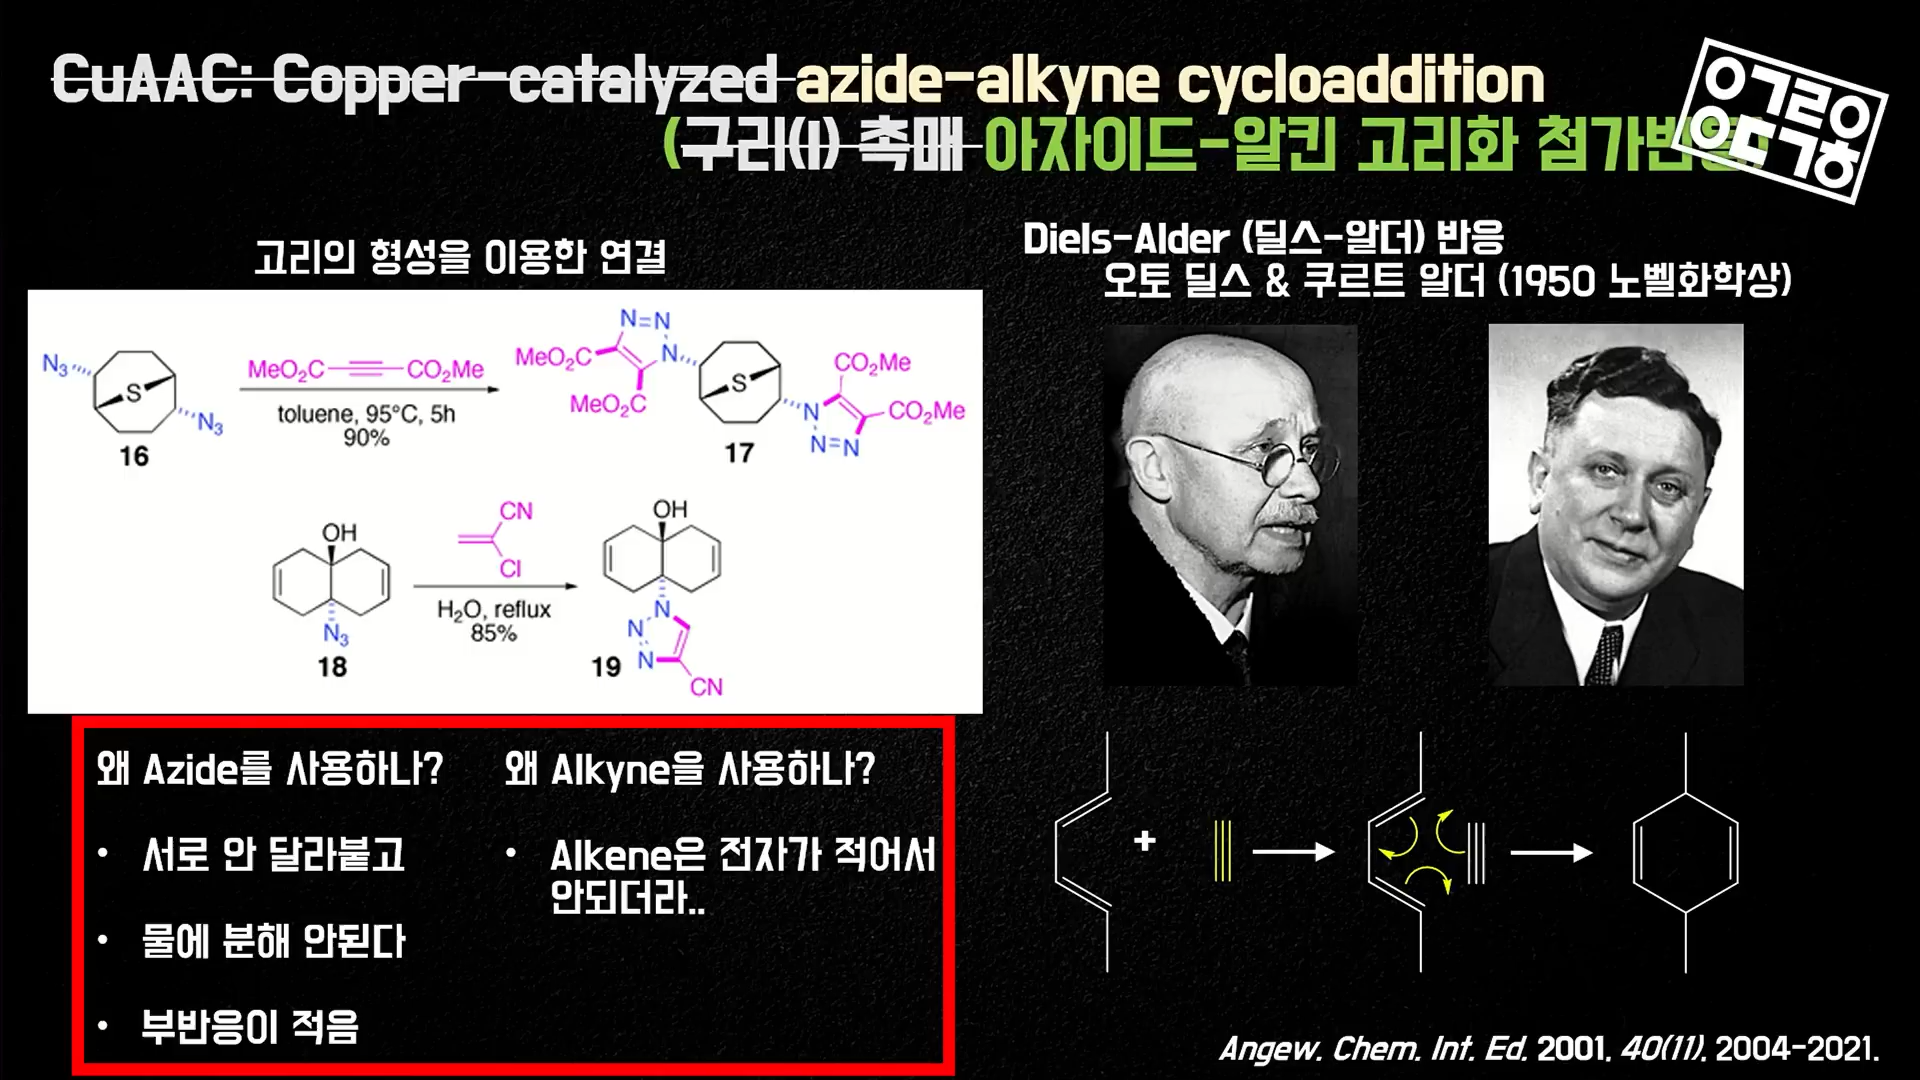 CuAAC: Copper-catalyzed azide-alkyne cycloaddition
(구리(I) 촉매 아자이드-알킨 고리화 첨가반응)
고리의 형성을 이용한 연결
N3
S
N3
16
MeO2C
CO2Me
toluene, 95°C, 5h
90%
N=N
N
MeO2C
MeO2C
S
CO2Me
CO2Me
N
N=N
17
OH
N3
18
CN
Cl
H2O, reflux
85%
OH
N
N
N
CN
19
왜 Azide를 사용하나?
• 서로 안 달라붙고
• 물에 분해 안된다
• 부반응이 적음
왜 Alkyne을 사용하나?
• Alkene은 전자가 적어서
안되더라..
Diels-Alder (딜스-알더) 반응
오토 딜스 & 쿠르트 알더 (1950 노벨화학상)
+
Angew. Chem. Int. Ed. 2001, 40(11), 2004-2021.